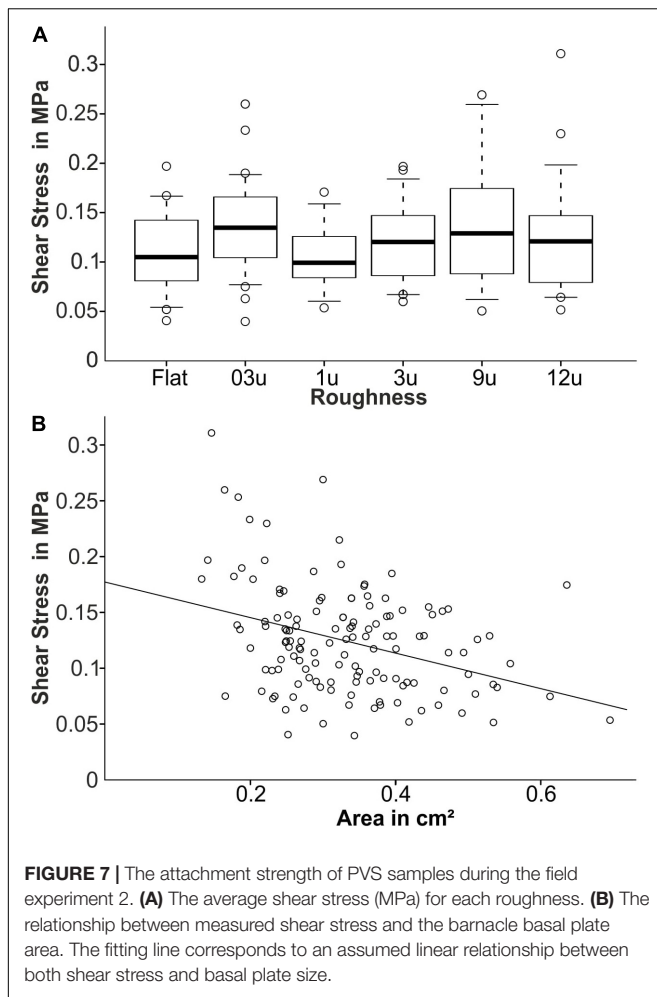 A
Shear Stress in MPa
0.3
0.25
0.2
0.15
0.1
0.05
0
Flat 03u 1u 3u 9u 12u
Roughness
B
Shear Stress in MPa
0.3
0.25
0.2
0.15
0.1
0.05
0
0.2 0.4 0.6
Area in cm²
FIGURE 7 | The attachment strength of PVS samples during the field
experiment 2. (A) The average shear stress (MPa) for each roughness. (B) The
relationship between measured shear stress and the barnacle basal plate
area. The fitting line corresponds to an assumed linear relationship between
both shear stress and basal plate size.